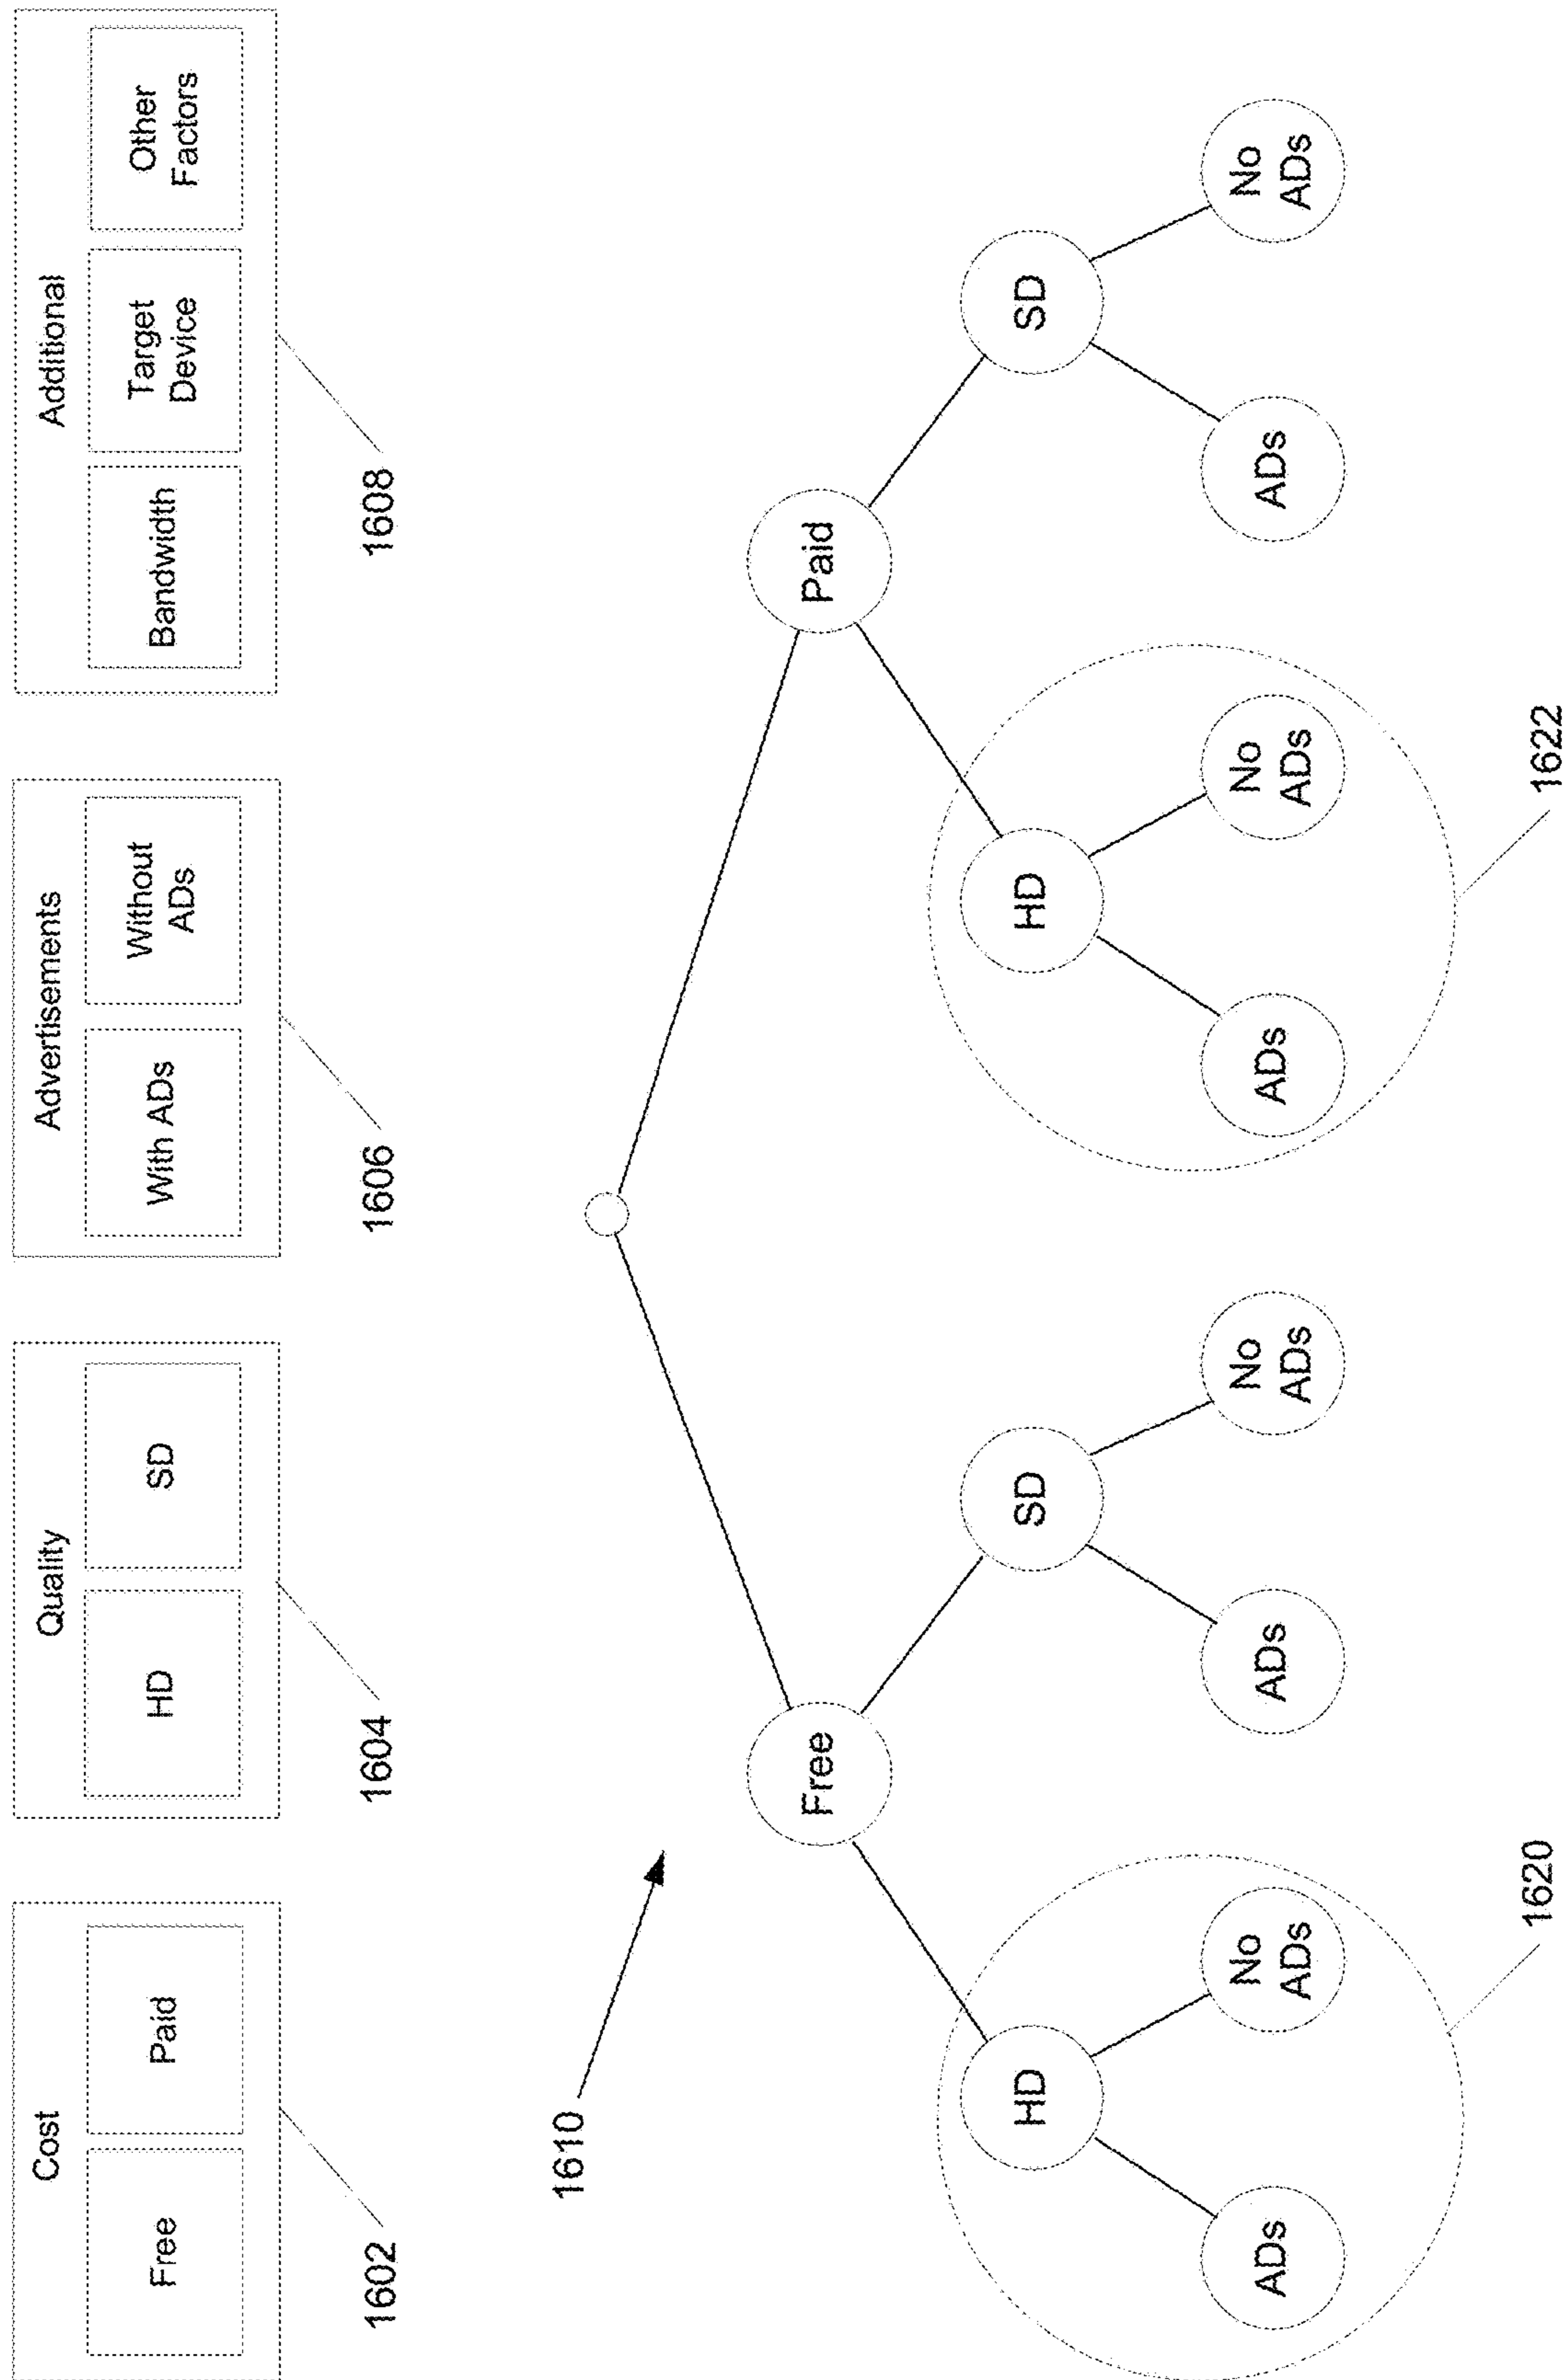 Cost
Free
Paid
1602
Quality
HD
SD
1604
Advertisements
With ADs
Without
ADs
1606
Additional
Bandwidth
Target
Device
Other
Factors
1608
1610
Free
Paid
HD
SD
HD
SD
ADs
No
ADs
ADs
No
ADs
ADs
No
ADs
ADs
No
ADs
1620
1622